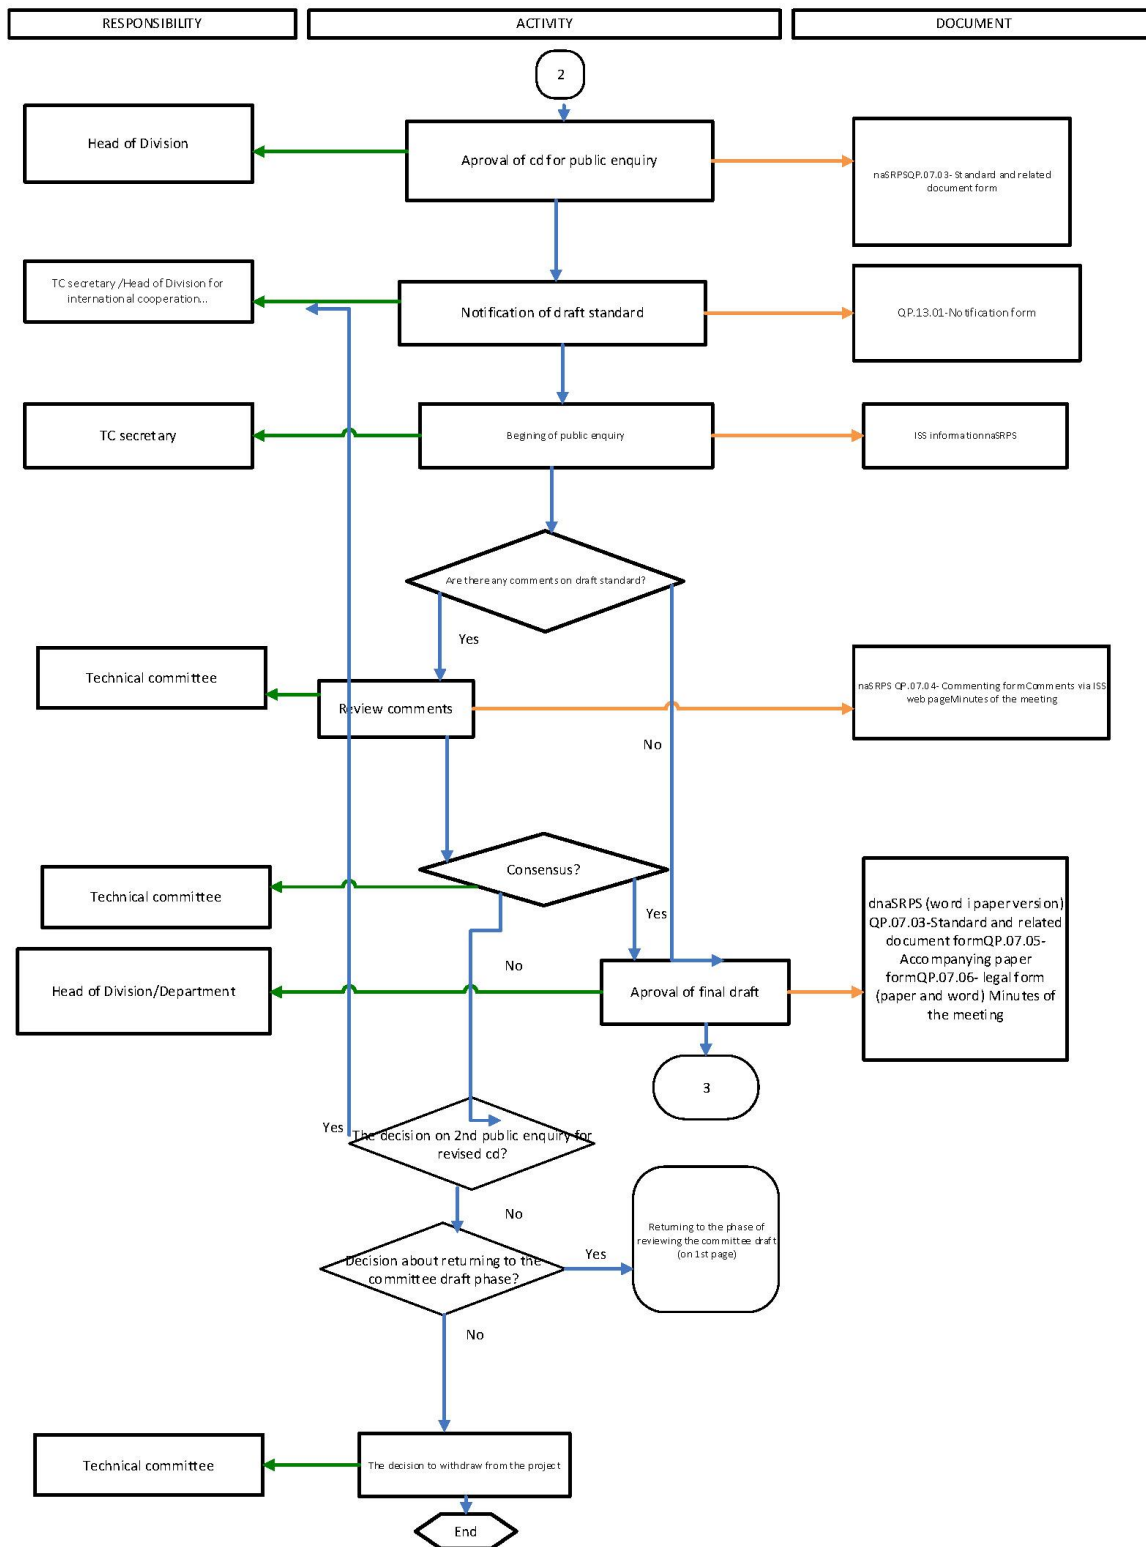 RESPONSIBILITY
ACTIVITY
DOCUMENT
2
Head of Division
Aproval of cd for public enquiry
naSRPSQP.07.03- Standard and related
document form
TC secretary /Head of Division for
international cooperation...
Notification of draft standard
QP.13.01-Notification form
TC secretary
Begining of public enquiry
ISS informationnaSRPS
Are there any comments on draft standard?
Yes
Technical committee
Review comments
naSRPS QP.07.04- Commenting formComments via ISS
web pageMinutes of the meeting
No
Consensus?
Technical committee
Yes
No
dnaSRPS (word i paper version)
QP.07.03-Standard and related
document formQP.07.05-
Accompanying paper
formQP.07.06- legal form
(paper and word) Minutes of
the meeting
Head of Division/Department
Aproval of final draft
3
Yes
The decision on 2nd public enquiry for
revised cd?
No
Decision about returning to the
committee draft phase?
Yes
Returning to the phase of
reviewing the committee draft
(on 1st page)
No
Technical committee
The decision to withdraw from the project
End